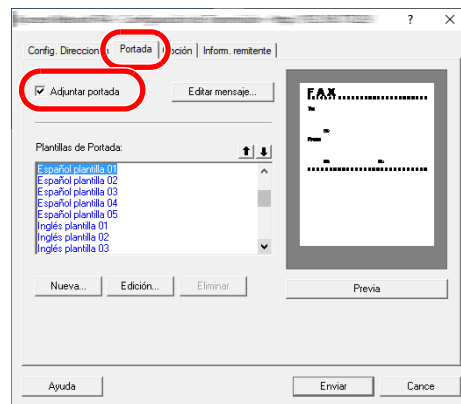 ? ×
Config. Direccion Portada pción Inform. remitente
Adjuntar portada Editar mensaje...
Plantillas de Portada:
Español plantilla 01
Español plantilla 02
Español plantilla 03
Español plantilla 04
Español plantilla 05
Inglés plantilla 01
Inglés plantilla 02
Inglés plantilla 03
FAX
Nueva... Edición... Eliminar Previa
Ayuda Enviar Cance